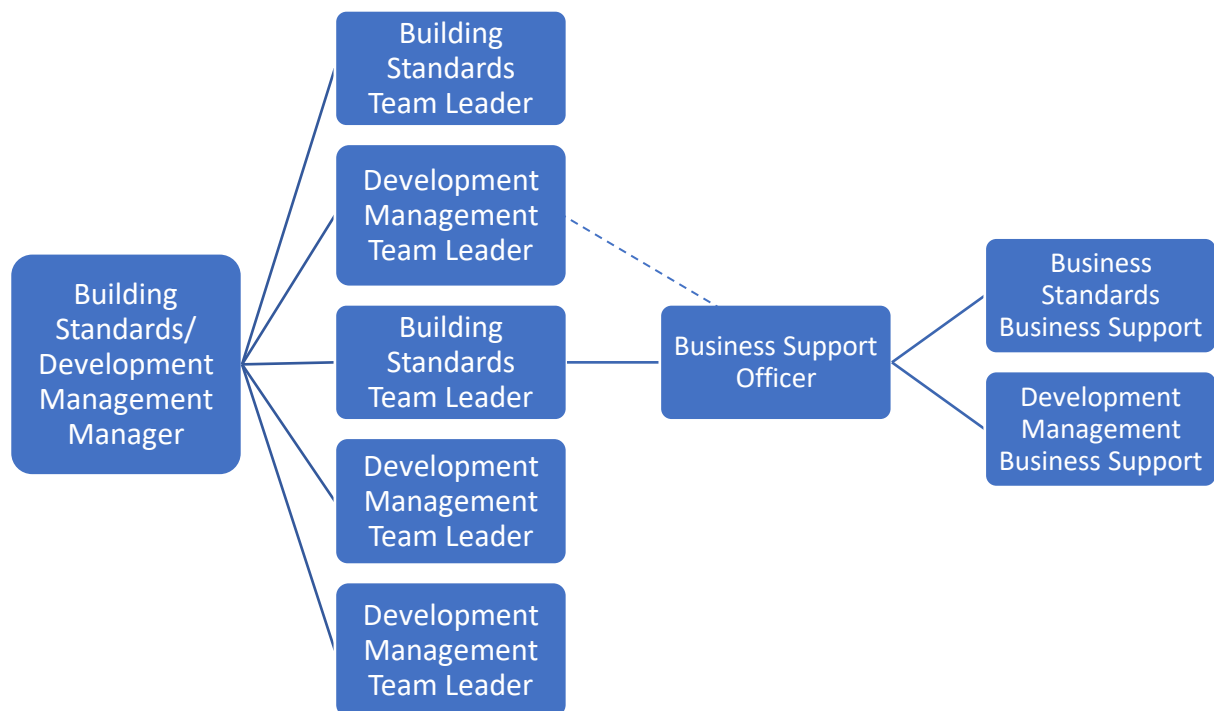 Building
Standards/
Development
Management
Manager
Building
Standards
Team Leader
Development
Management
Team Leader
Building
Standards
Team Leader
Development
Management
Team Leader
Development
Management
Team Leader
Business Support
Officer
Business
Standards
Business Support
Development
Management
Business Support